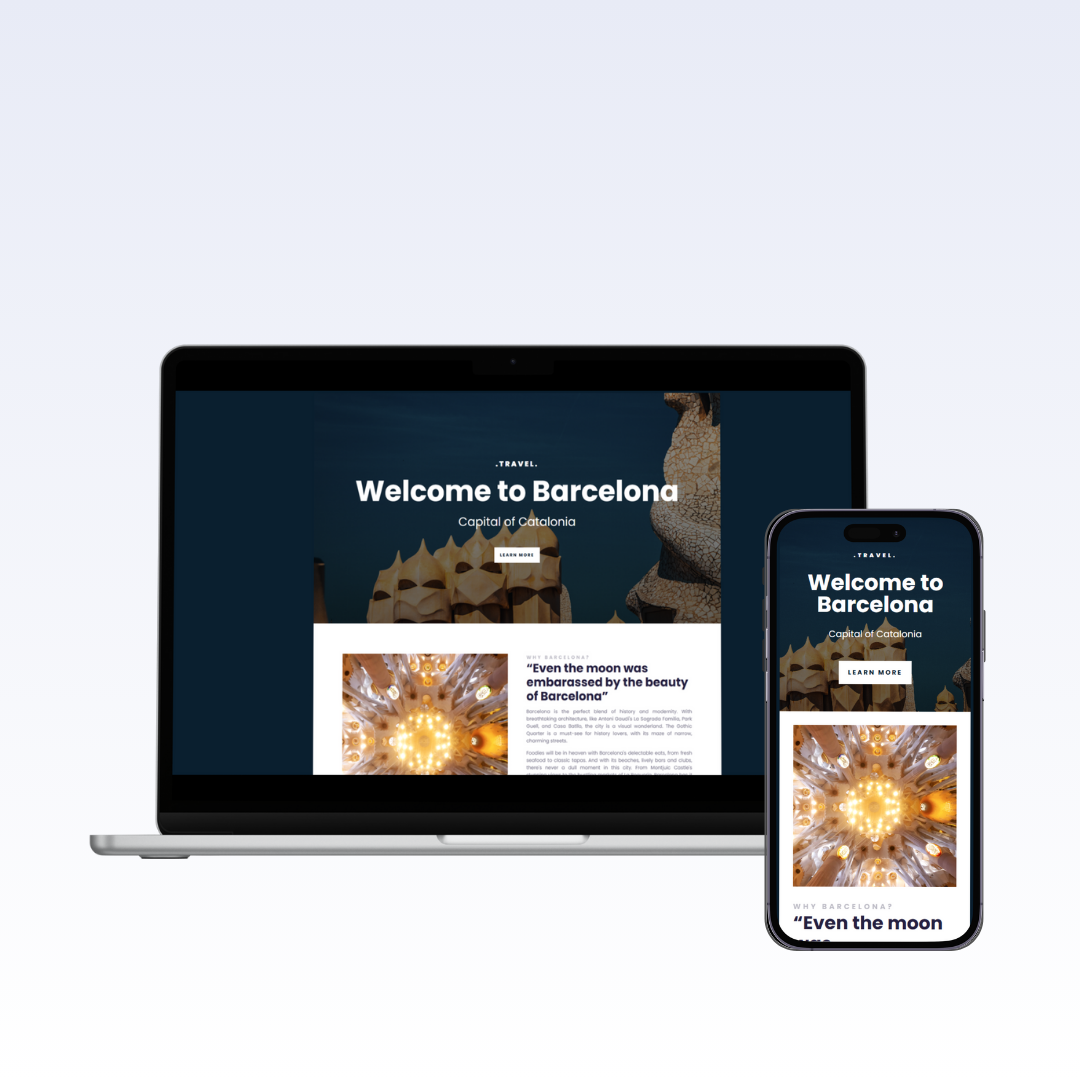 .TRAVEL.
Welcome to Barcelona
Capital of Catalonia
LEARN MORE
WHY BARCELONA?
“Even the moon was
embarassed by the beauty
of Barcelona”
Barcelona is the perfect blend of history and modernity. With
breathtaking architecture, like Antoni Gaudí's La Sagrada Família, Park
Güell, and Casa Batlló, the city is a visual wonderland. The Gothic
Quarter is a must-see for history lovers, with its maze of narrow,
charming streets.
Foodies will be in heaven with Barcelona's delectable eats, from fresh
seafood to classic tapas. And with its beaches, lively bars and clubs,
there's never a dull moment in this city. From Montjuïc Castle's
.TRAVEL.
Welcome to
Barcelona
Capital of Catalonia
LEARN MORE
WHY BARCELONA?
“Even the moon